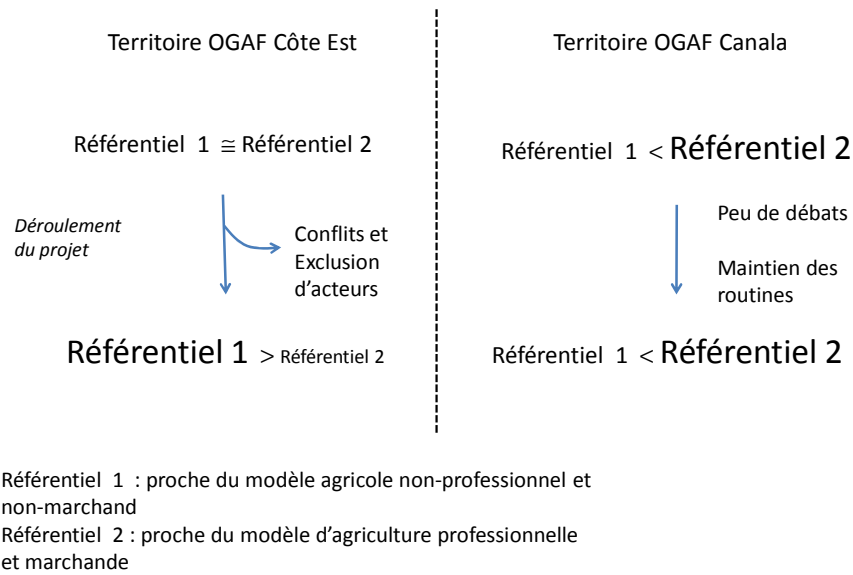 Territoire OGAF Côte Est
Référentiel 1 ≅ Référentiel 2
Déroulement
du projet
Conflits et
Exclusion
d'acteurs
Référentiel 1 > Référentiel 2
Territoire OGAF Canala
Référentiel 1 < Référentiel 2
Peu de débats
Maintien des
routines
Référentiel 1 < Référentiel 2
Référentiel 1 : proche du modèle agricole non-professionnel et
non-marchand
Référentiel 2 : proche du modèle d'agriculture professionnelle
et marchande